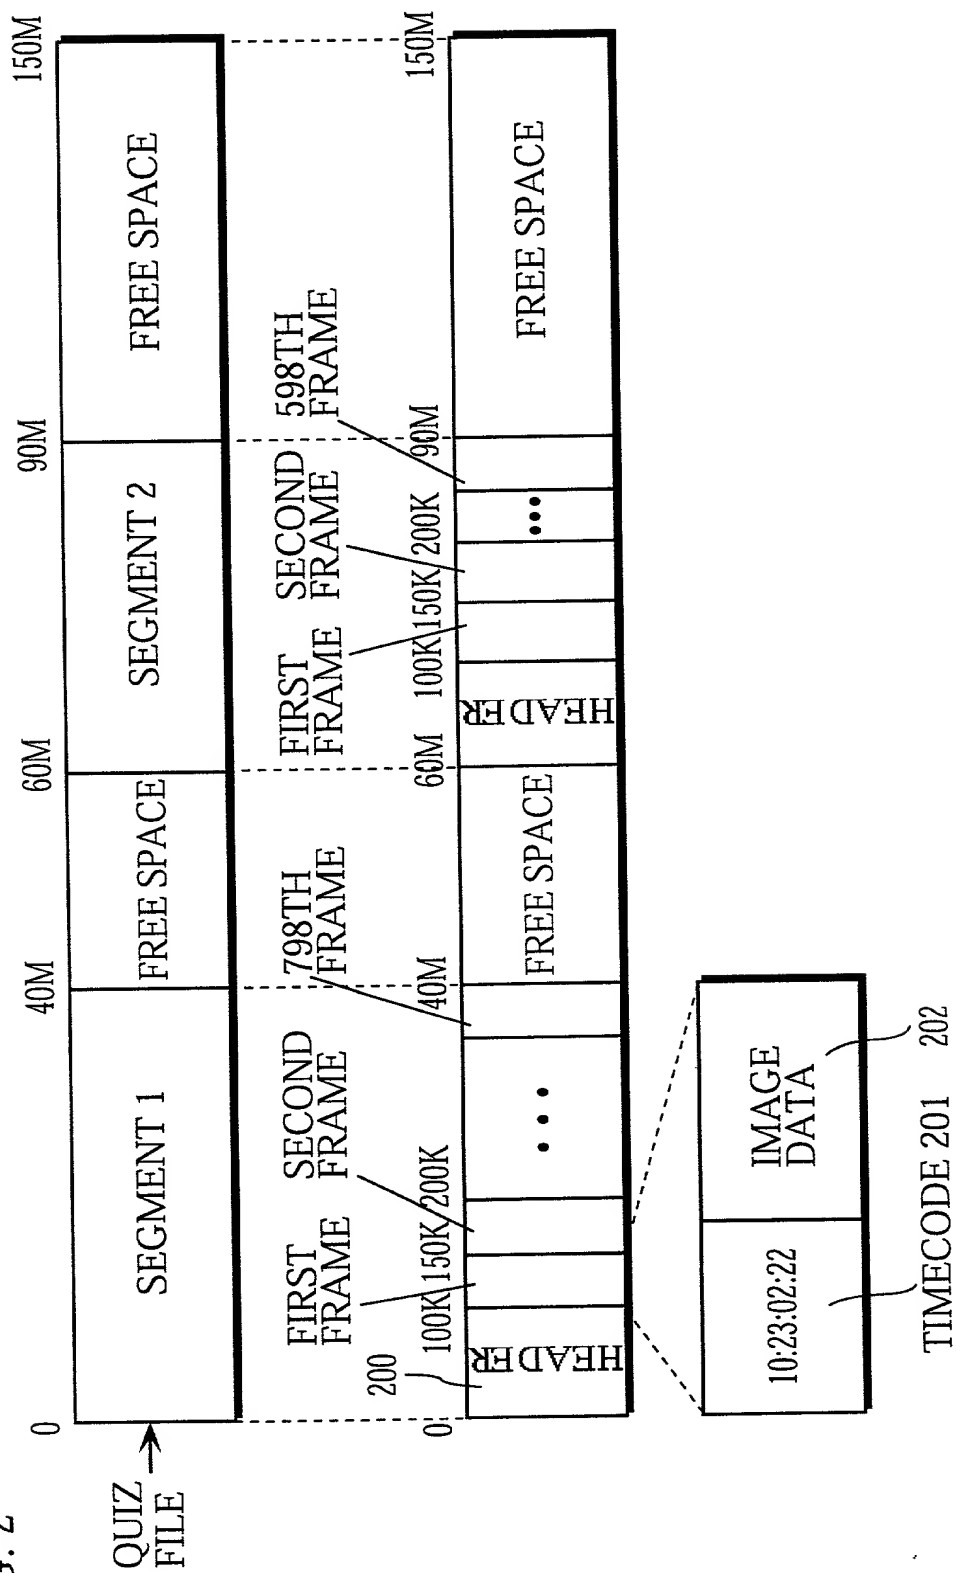 QUIZ
FILE
0
40M
60M
90M
150M
SEGMENT 1
FREE SPACE
SEGMENT 2
FREE SPACE
FIRST
FRAME
SECOND
FRAME
798TH
FRAME
FIRST
FRAME
SECOND
FRAME
598TH
FRAME
200
0
100K
150K
200K
40M
60M
100K
150K
200K
90M
150M
HEADER
• • •
FREE SPACE
HEADER
•••
FREE SPACE
10:23:02:22
IMAGE
DATA
TIMECODE 201
202